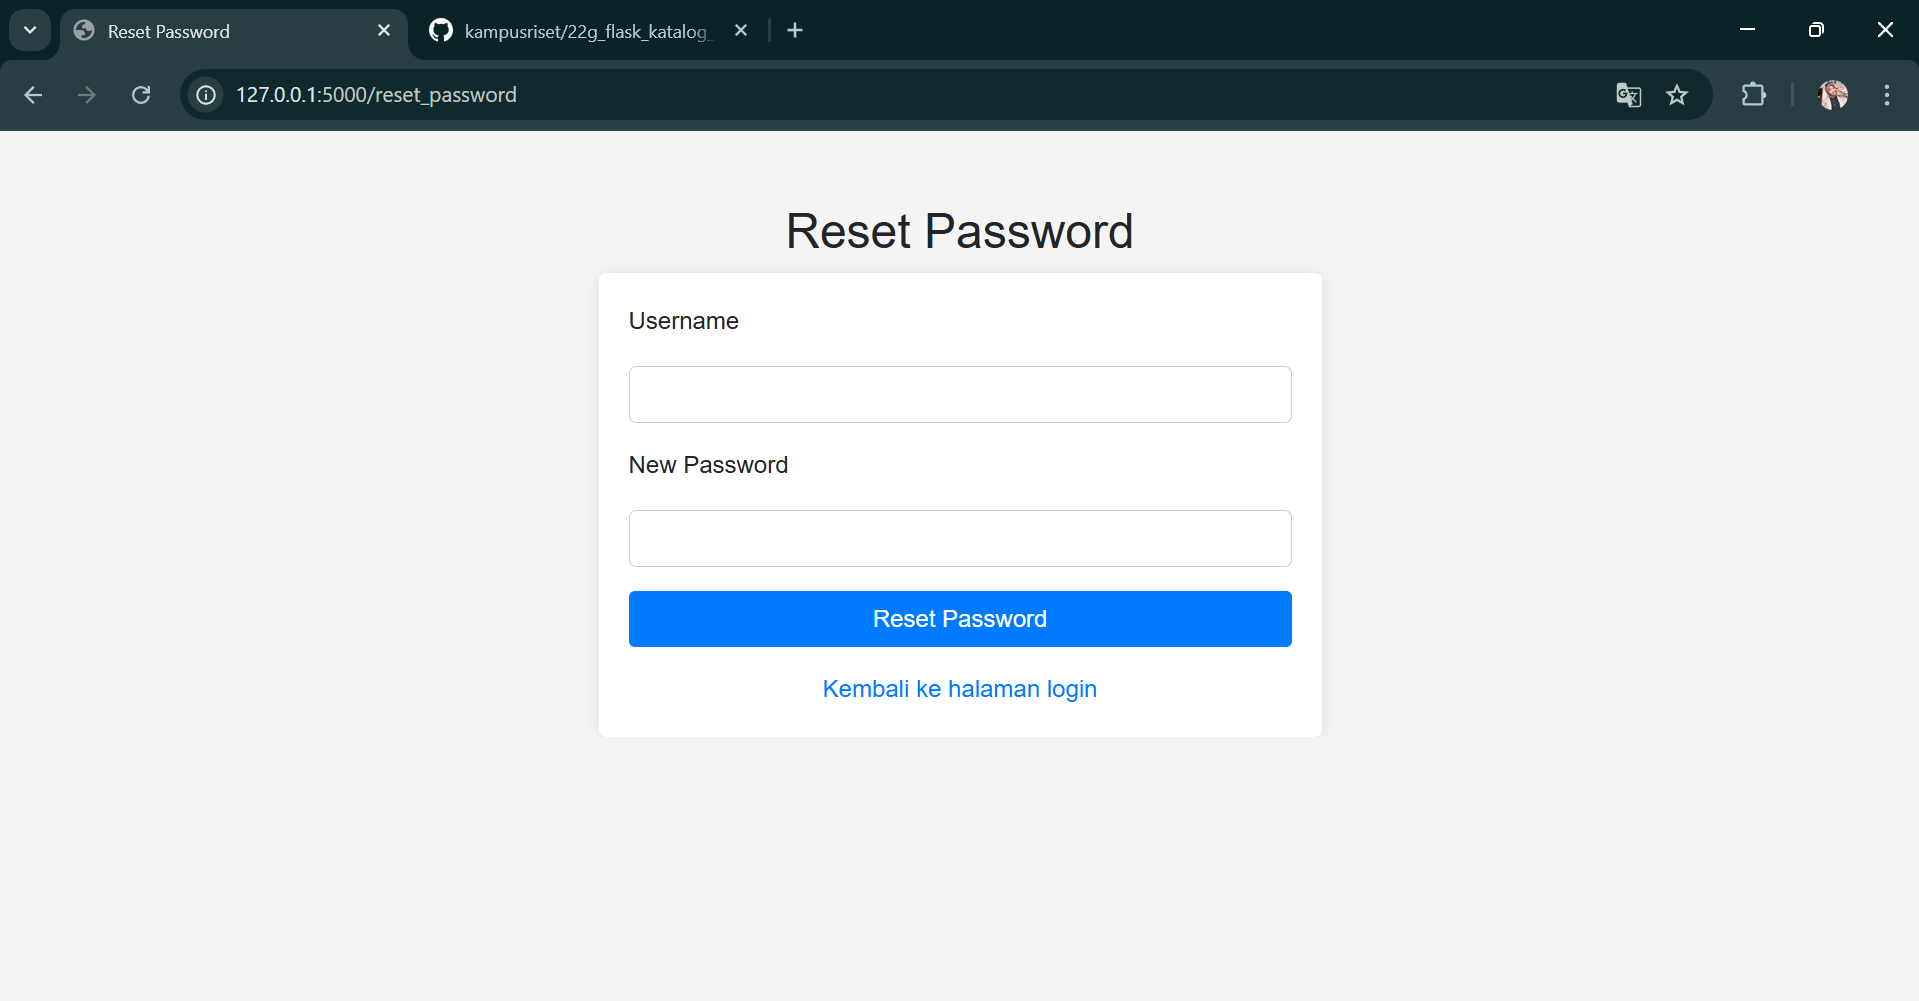 Reset Password
kampusriset/22g_flask_katalog_
127.0.0.1:5000/reset_password
Reset Password
Username
New Password
Reset Password
Kembali ke halaman login